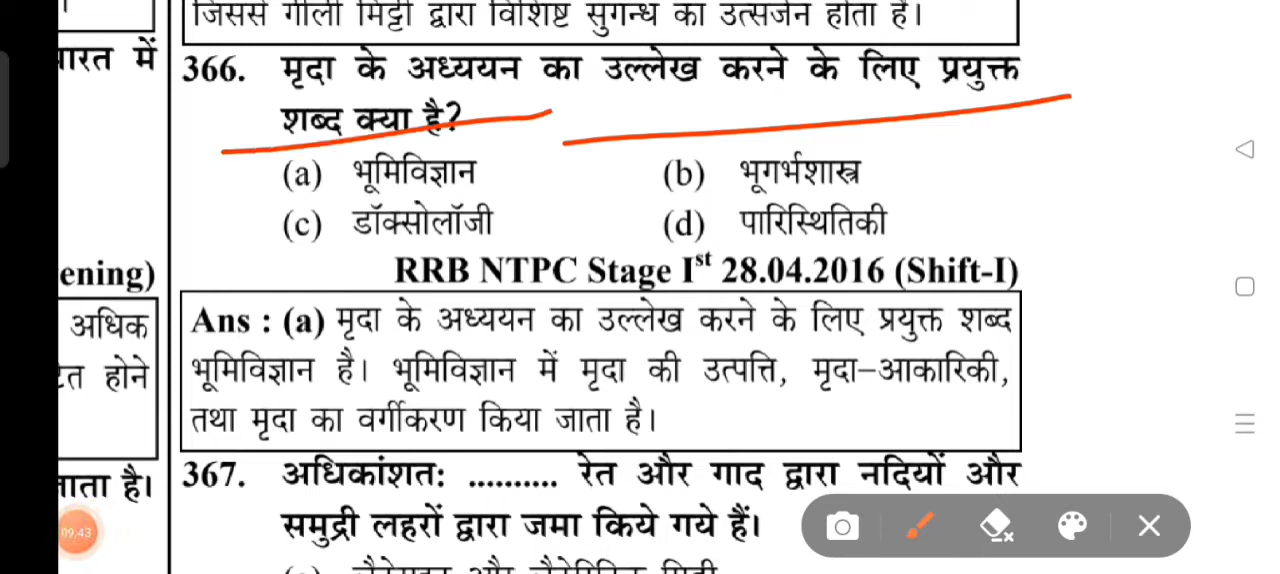 जिससे गीली मिट्टी द्वारा विशिष्ट सुगन्ध का उत्सर्जन होता है।
में
366. मृदा के अध्ययन का उल्लेख करने के लिए प्रयुक्त
शब्द क्या है?
(a) भूमिविज्ञान (b) भूगर्भशास्त्र
(c) डॉक्सोलॉजी (d) पारिस्थितिकी
ening)
RRB NTPC Stage Ist 28.04.2016 (Shift-I)
अधिक
होने
Ans : (a) मृदा के अध्ययन का उल्लेख करने के लिए प्रयुक्त शब्द
भूमिविज्ञान है। भूमिविज्ञान में मृदा की उत्पत्ति, मृदा–आकारिकी,
तथा मृदा का वर्गीकरण किया जाता है।
है।
367. अधिकांशत: .......... रेत और गाद द्वारा नदियों और
समुद्री लहरों द्वारा जमा किये गये हैं।
09:43